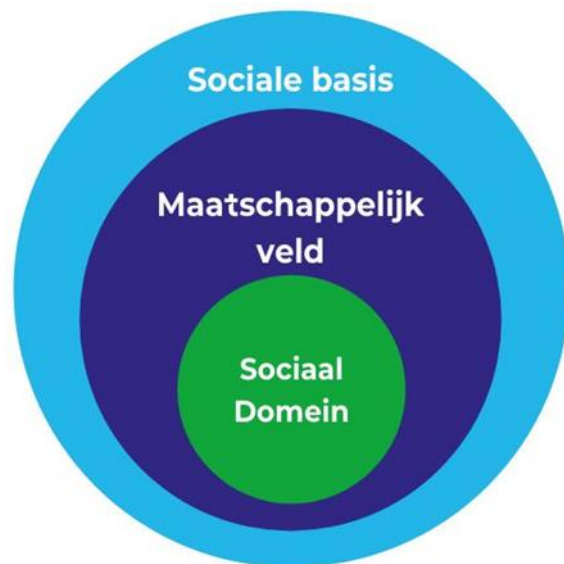 Sociale basis
Maatschappelijk
veld
Sociaal
Domein